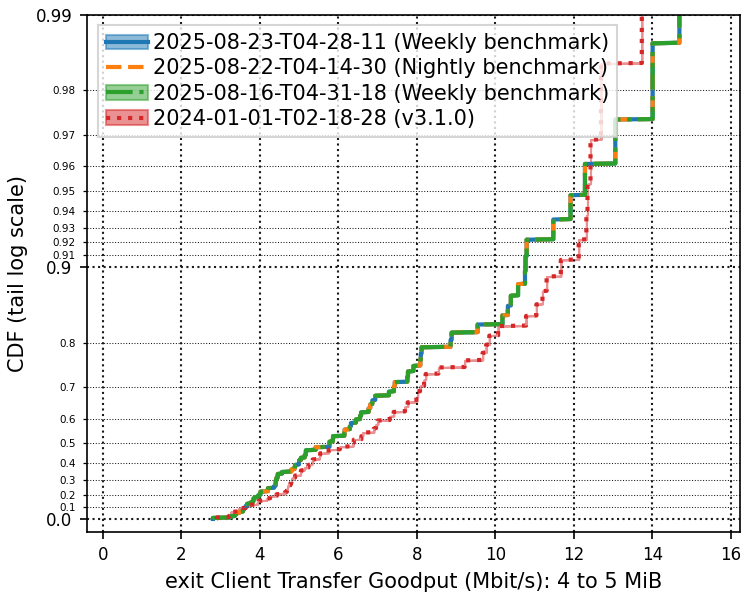 0.99
2025-08-23-T04-28-11 (Weekly benchmark)
2025-08-22-T04-14-30 (Nightly benchmark)
2025-08-16-T04-31-18 (Weekly benchmark)
2024-01-01-T02-18-28 (v3.1.0)
0.98
0.97
0.96
0.95
0.94
0.93
0.92
0.91
0.9
0.8
0.7
0.6
0.5
0.4
0.3
0.2
0.1
0.0
CDF (tail log scale)
0 2 4 6 8 10 12 14 16
exit Client Transfer Goodput (Mbit/s): 4 to 5 MiB